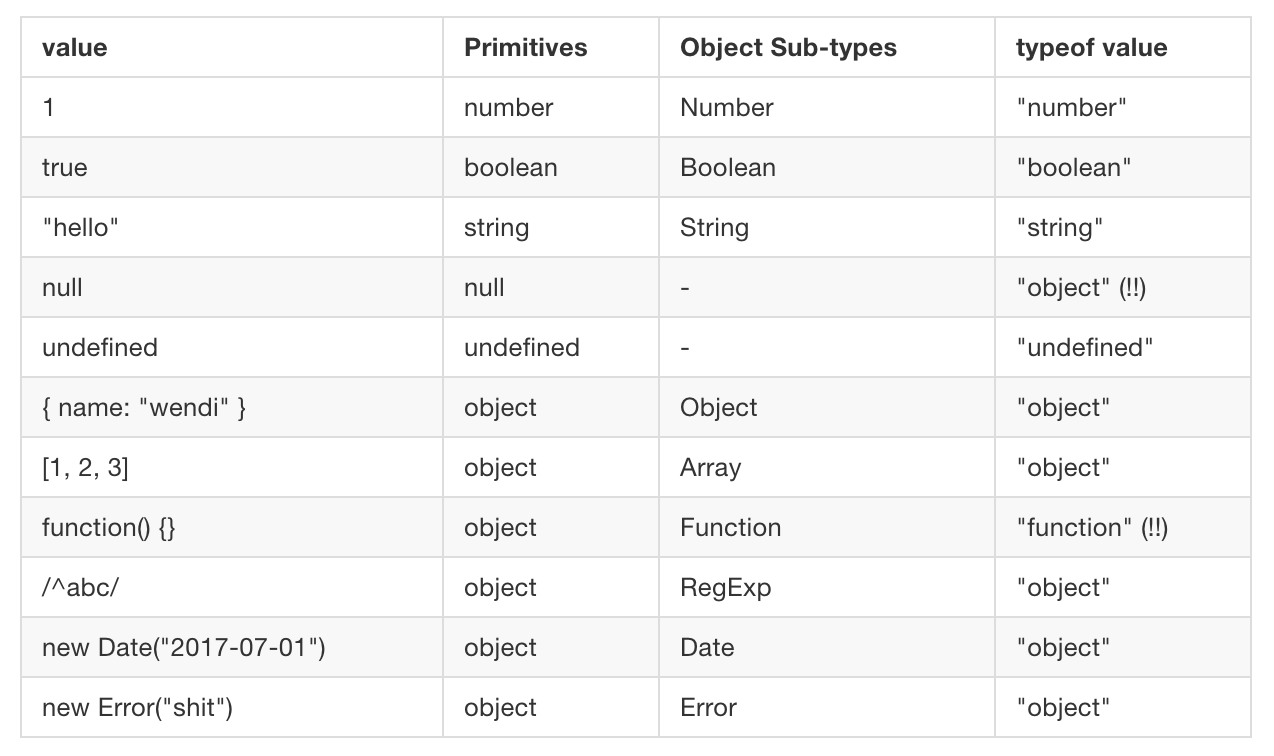 value Primitives Object Sub-types typeof value
1 number Number "number"
true boolean Boolean "boolean"
"hello" string String "string"
null null - "object" (!!)
undefined undefined - "undefined"
{ name: "wendi" } object Object "object"
[1, 2, 3] object Array "object"
function() {} object Function "function" (!!)
/^abc/ object RegExp "object"
new Date("2017-07-01") object Date "object"
new Error("shit") object Error "object"